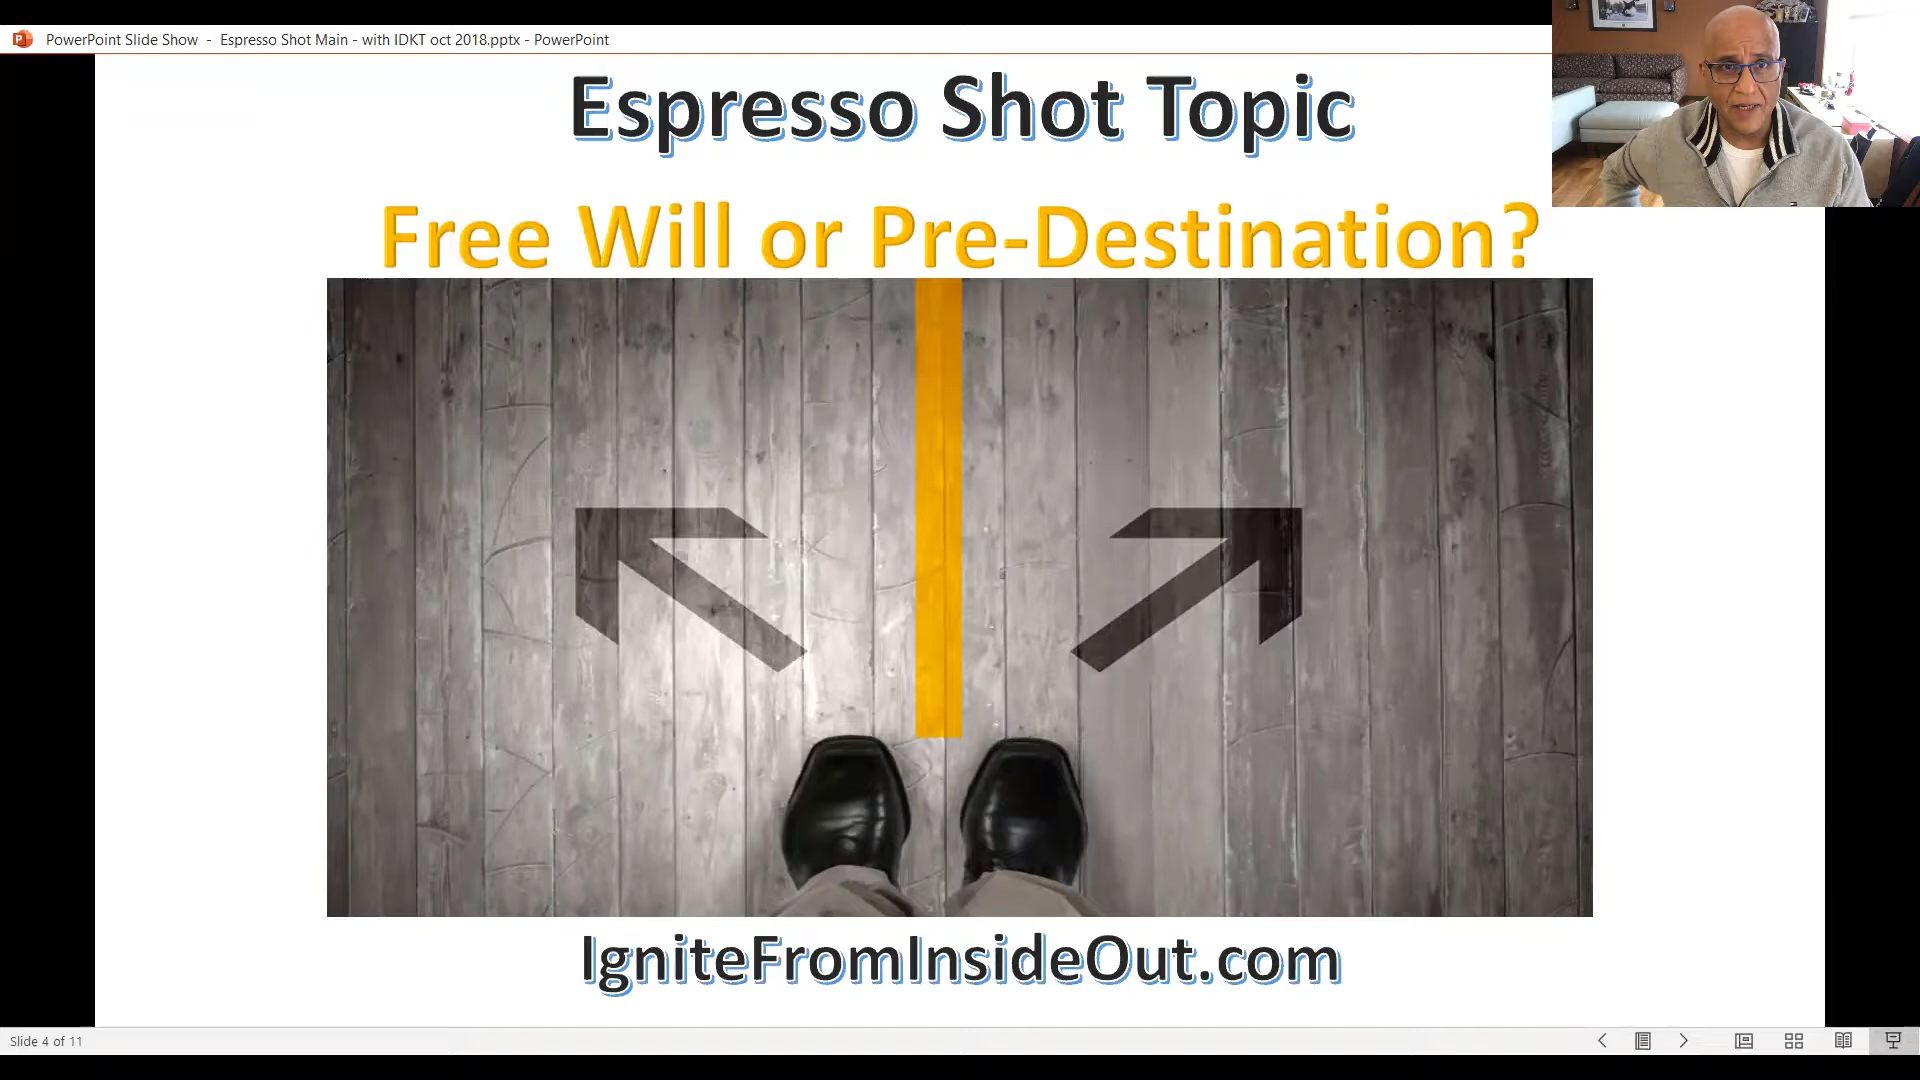 PowerPoint Slide Show - Espresso Shot Main - with IDKT oct 2018.pptx - PowerPoint
Espresso Shot Topic
Free Will or Pre-Destination?
IgniteFromInsideOut.com
Slide 4 of 11